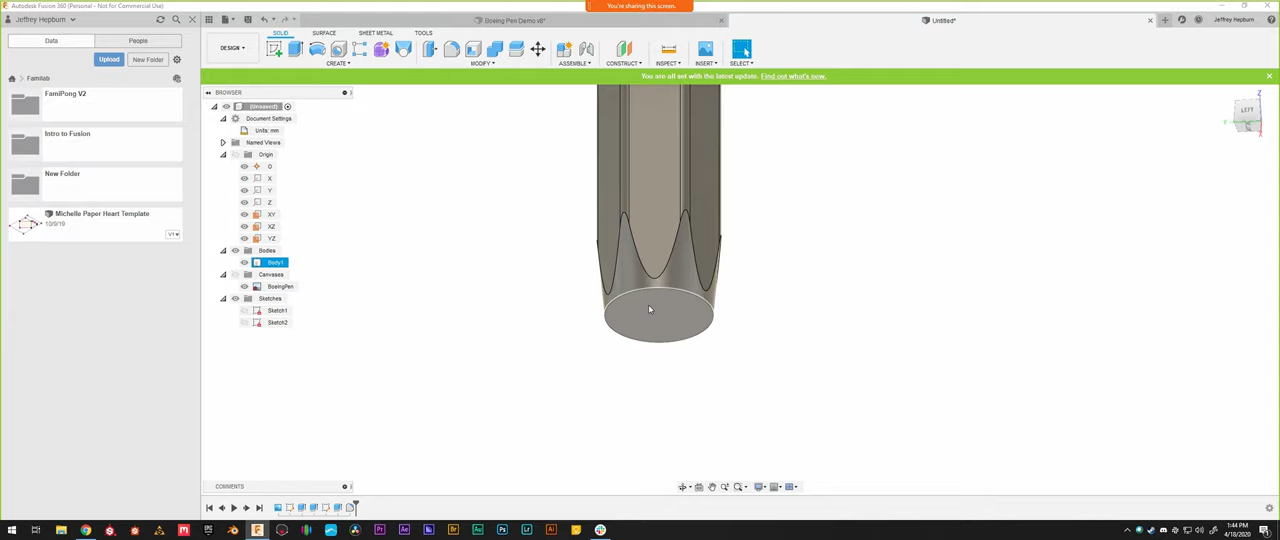 Autodesk Fusion 360 (Personal - Not for Commercial Use)
You're sharing this screen.
Jeffrey Hepburn
Boeing Pen Demo v8*
Untitled*
Jeffrey Hepburn
Data
People
Upload
New Folder
Familab
FamiPong V2
Intro to Fusion
New Folder
Michelle Paper Heart Template
10/9/19
V1
DESIGN
SOLID
SURFACE
SHEET METAL
TOOLS
CREATE
MODIFY
ASSEMBLE
CONSTRUCT
INSPECT
INSERT
SELECT
You are all set with the latest update. Find out what's new.
BROWSER
(Unsaved)
Document Settings
Units: mm
Named Views
Origin
O
X
Y
Z
XY
XZ
YZ
Bodies
Body1
Canvases
BoeingPen
Sketches
Sketch1
Sketch2
Z
LEFT
Y
X
COMMENTS
1:44 PM
4/18/2020